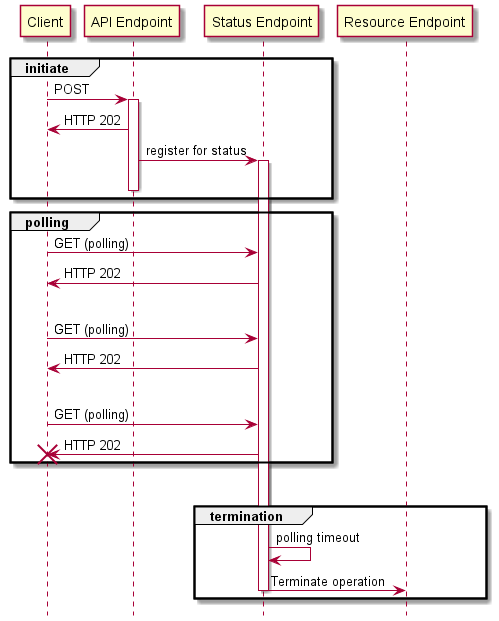 Client
API Endpoint
Status Endpoint
Resource Endpoint
initiate
POST
HTTP 202
register for status
polling
GET (polling)
HTTP 202
GET (polling)
HTTP 202
GET (polling)
HTTP 202
termination
polling timeout
Terminate operation